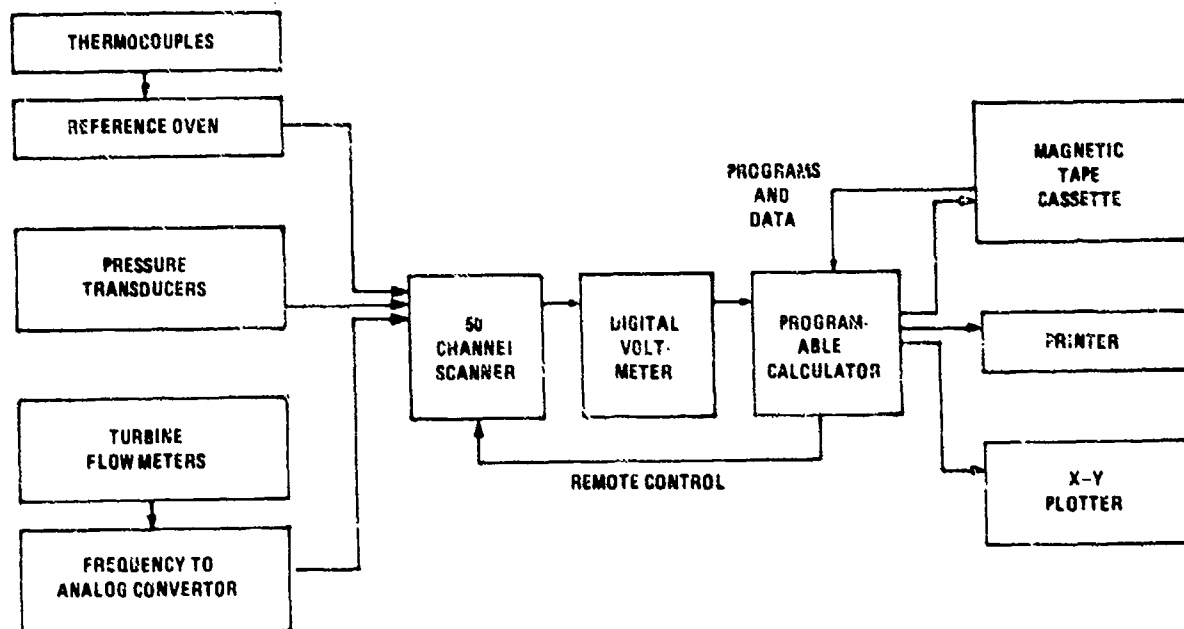 THERMOCOUPLES
REFERENCE OVEN
PRESSURE
TRANSDUCERS
TURBINE
FLOW METERS
FREQUENCY TO
ANALOG CONVERTOR
50
CHANNEL
SCANNER
DIGITAL
VOLT-
METER
REMOTE CONTROL
PROGRAMS
AND
DATA
PROGRAM-
ABLE
CALCULATOR
MAGNETIC
TAPE
CASSETTE
PRINTER
X-Y
PLOTTER